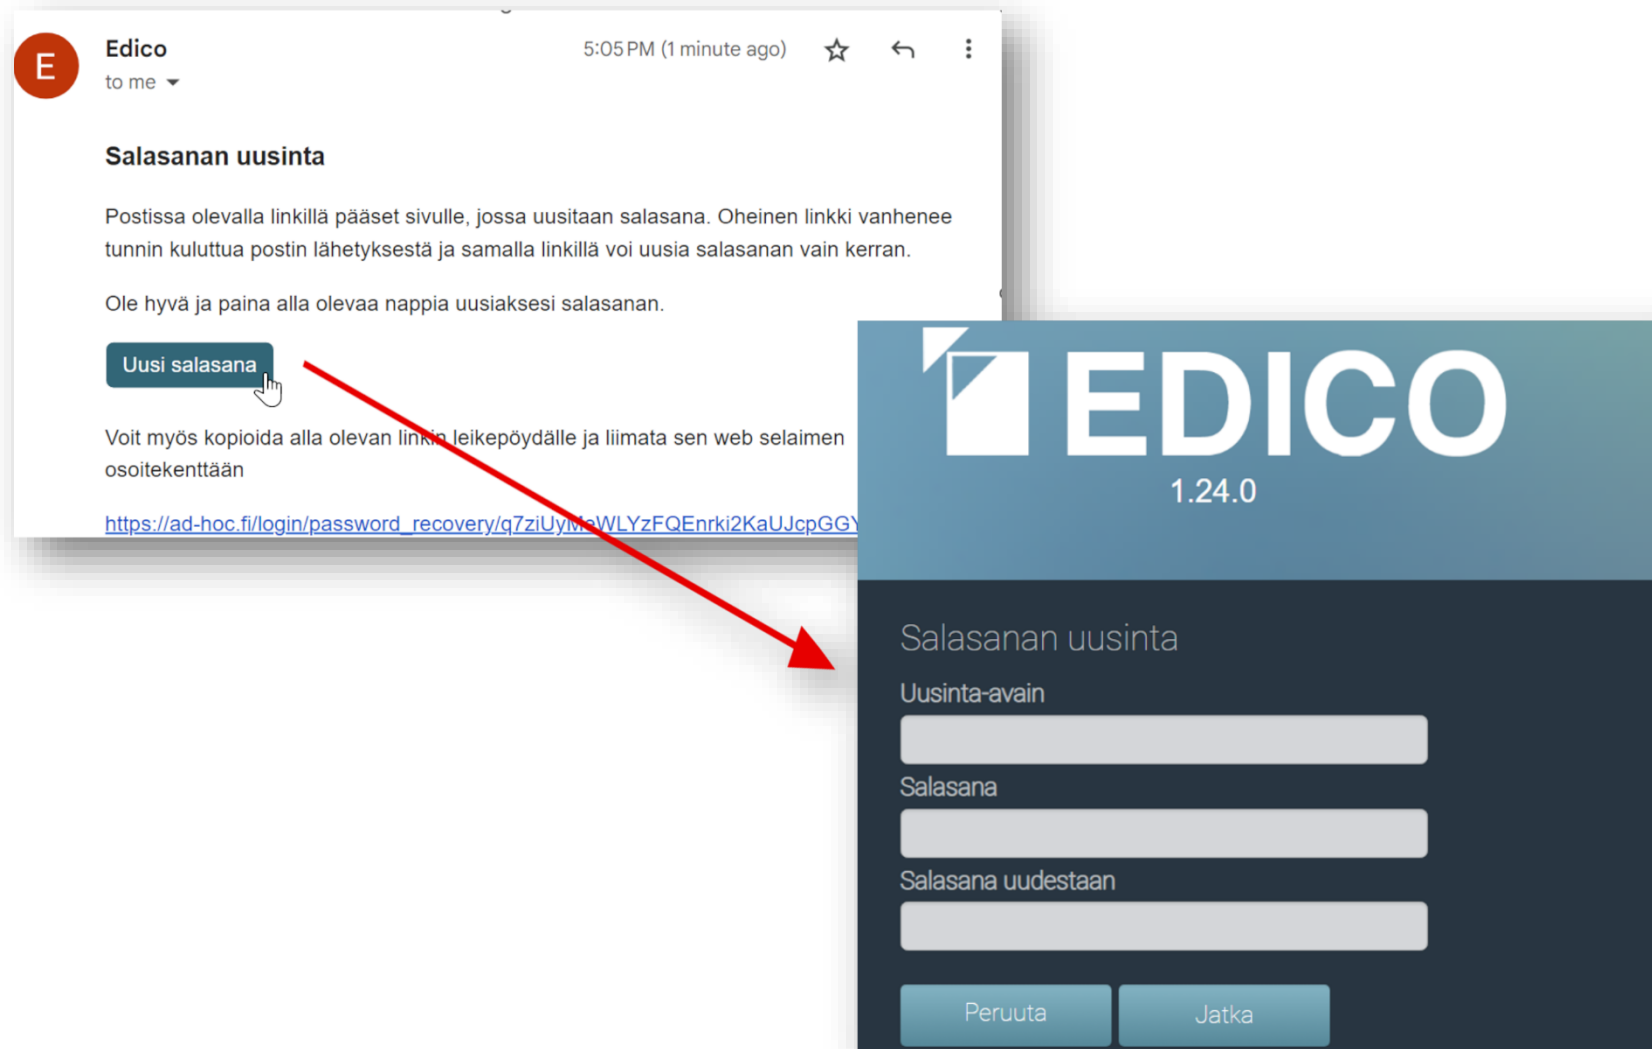 E
Edico
5:05 PM (1 minute ago)
to me
Salasanan uusinta
Postissa olevalla linkillä pääset sivulle, jossa uusitaan salasana. Oheinen linkki vanhenee
tunnin kuluttua postin lähetyksestä ja samalla linkillä voi uusia salasanan vain kerran.
Ole hyvä ja paina alla olevaa nappia uusiaksesi salasanan.
Uusi salasana
Voit myös kopioida alla olevan linkin leikepöydälle ja liimata sen web selaimen
osoitekenttään
EDICO
1.24.0
Salasanan uusinta
Uusinta-avain
Salasana
Salasana uudestaan
Peruuta
Jatka